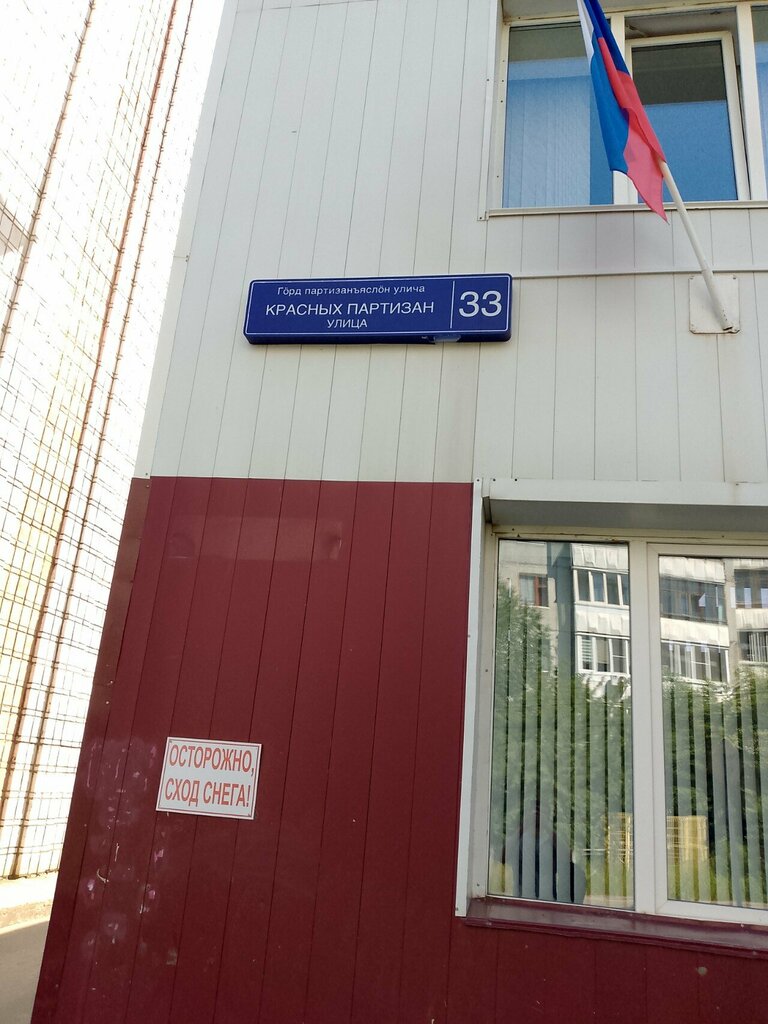 Гӧрд партизанъяслӧн улича
КРАСНЫХ ПАРТИЗАН
УЛИЦА
33
ОСТОРОЖНО,
СХОД СНЕГА!